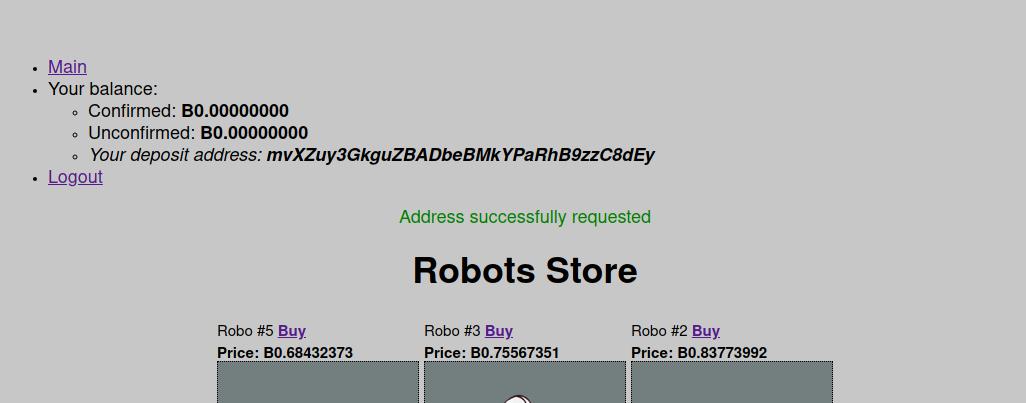 Main
Your balance:
Confirmed: B0.00000000
Unconfirmed: B0.00000000
Your deposit address: mvXZuy3GkguZBADbeBMkYPaRhB9zzC8dEy
Logout
Address successfully requested
Robots Store
Robo #5 Buy
Price: B0.68432373
Robo #3 Buy
Price: B0.75567351
Robo #2 Buy
Price: B0.83773992